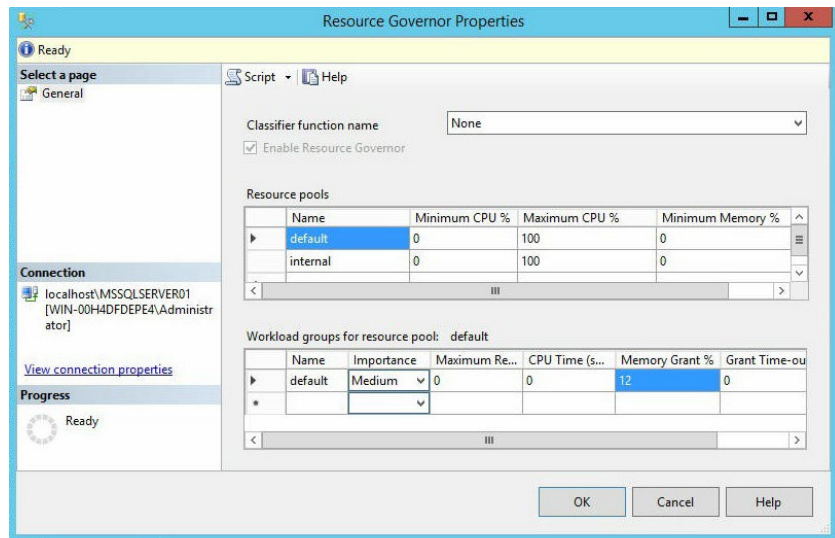 Resource Governor Properties
Ready
Select a page
General
Script
Help
Classifier function name
None
Enable Resource Governor
Resource pools
Name Minimum CPU % Maximum CPU % Minimum Memory %
default 0 100 0
internal 0 100 0
Connection
localhost\MSSQLSERVER01
[WIN-00H4DFDEPE4\Administr
ator]
View connection properties
Progress
Ready
Workload groups for resource pool: default
Name Importance Maximum Re... CPU Time (s... Memory Grant % Grant Time-ou
default Medium 0 0 12 0
OK Cancel Help